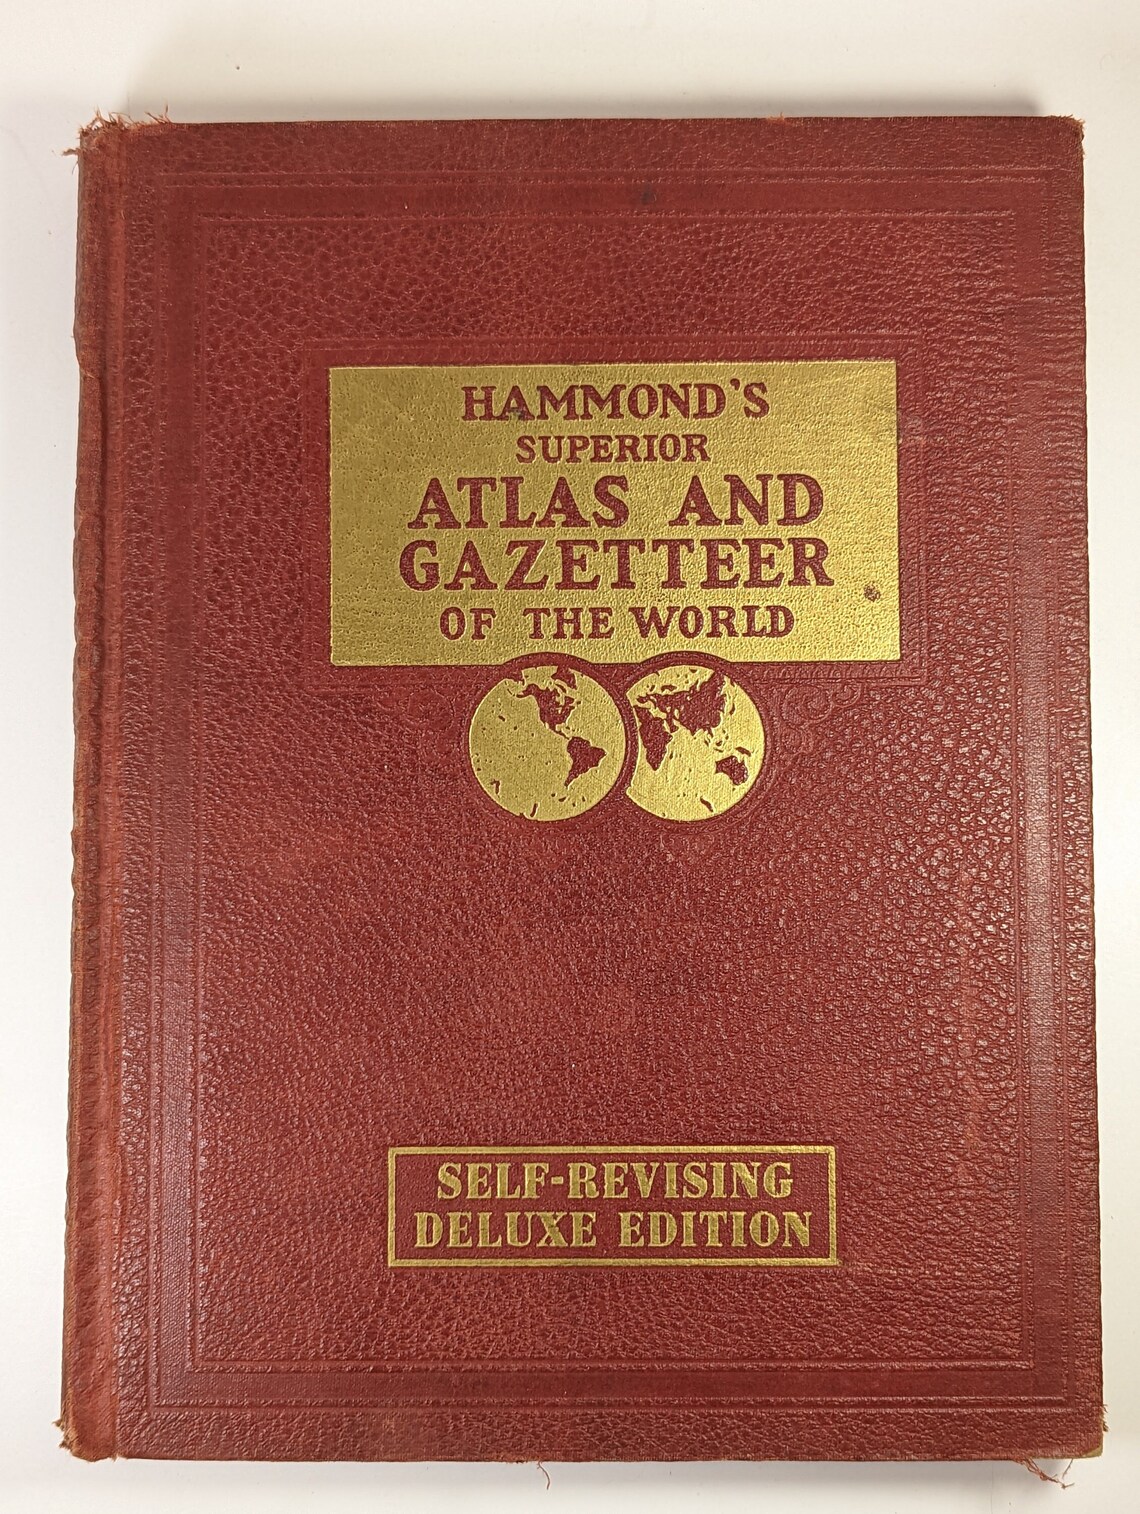 HAMMOND'S
SUPERIOR
ATLAS AND
GAZETTEER
OF THE WORLD
SELF-REVISING
DELUXE EDITION